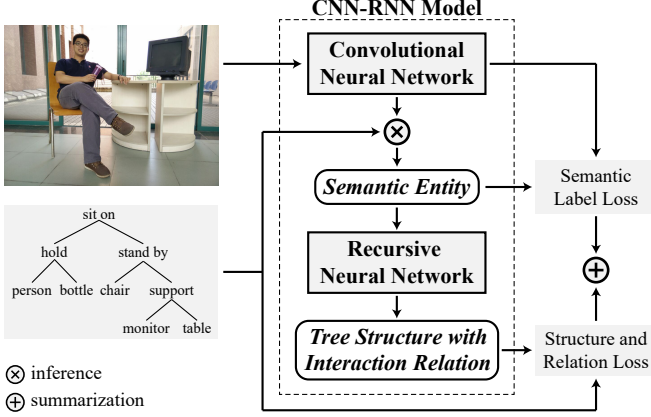 CNN-RNN Model
Convolutional
Neural Network
Semantic Entity
Semantic
Label Loss
sit on
hold stand by
person bottle chair support
monitor table
Recursive
Neural Network
Tree Structure with
Interaction Relation
Structure and
Relation Loss
inference
summarization